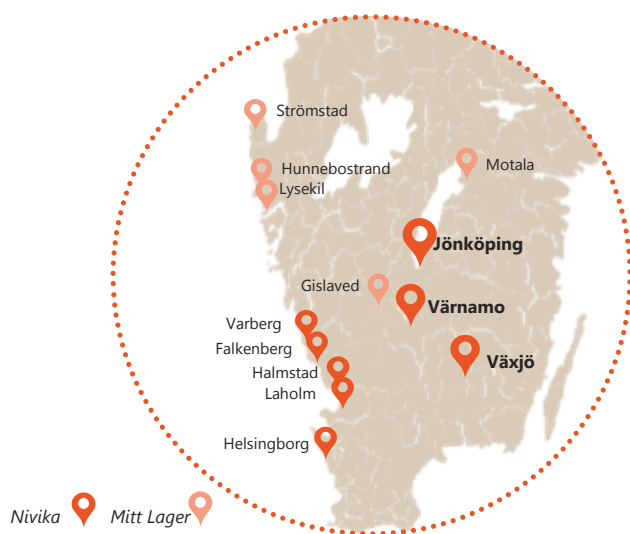 Strömstad
Hunnebostrand
Motala
Lysekil
Jönköping
Gislaved
Värnamo
Varberg
Falkenberg
Växjö
Halmstad
Laholm
Helsingborg
Nivika
Mitt Lager